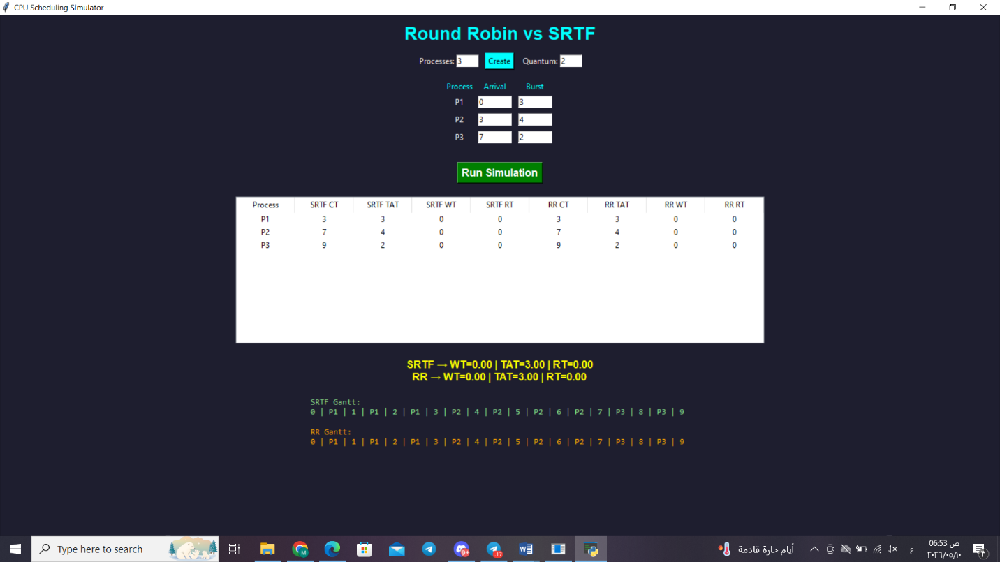 CPU Scheduling Simulator
Round Robin vs SRTF
Processes: 3 Create Quantum: 2
Process Arrival Burst
P1 0 3
P2 3 4
P3 7 2
Run Simulation
Process SRTF CT SRTF TAT SRTF WT SRTF RT RR CT RR TAT RR WT RR RT
P1 3 3 0 0 3 3 0 0
P2 7 4 0 0 7 4 0 0
P3 9 2 0 0 9 2 0 0
SRTF → WT=0.00 | TAT=3.00 | RT=0.00
RR → WT=0.00 | TAT=3.00 | RT=0.00
SRTF Gantt:
0 | P1 | 1 | P1 | 2 | P1 | 3 | P2 | 4 | P2 | 5 | P2 | 6 | P2 | 7 | P3 | 8 | P3 | 9
RR Gantt:
0 | P1 | 1 | P1 | 2 | P1 | 3 | P2 | 4 | P2 | 5 | P2 | 6 | P2 | 7 | P3 | 8 | P3 | 9
Type here to search
M
9+
17
W
أيام حارة قادمة
ع
06:53 ص
٢٠٢٦/٠٥/١٠